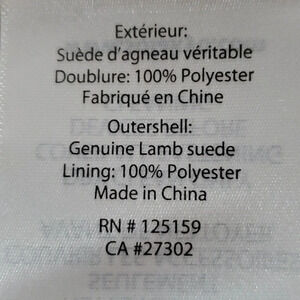 Extérieur:
Suède d'agneau véritable
Doublure: 100% Polyester
Fabriqué en Chine
Outershell:
Genuine Lamb suede
Lining: 100% Polyester
Made in China
RN # 125159
CA #27302